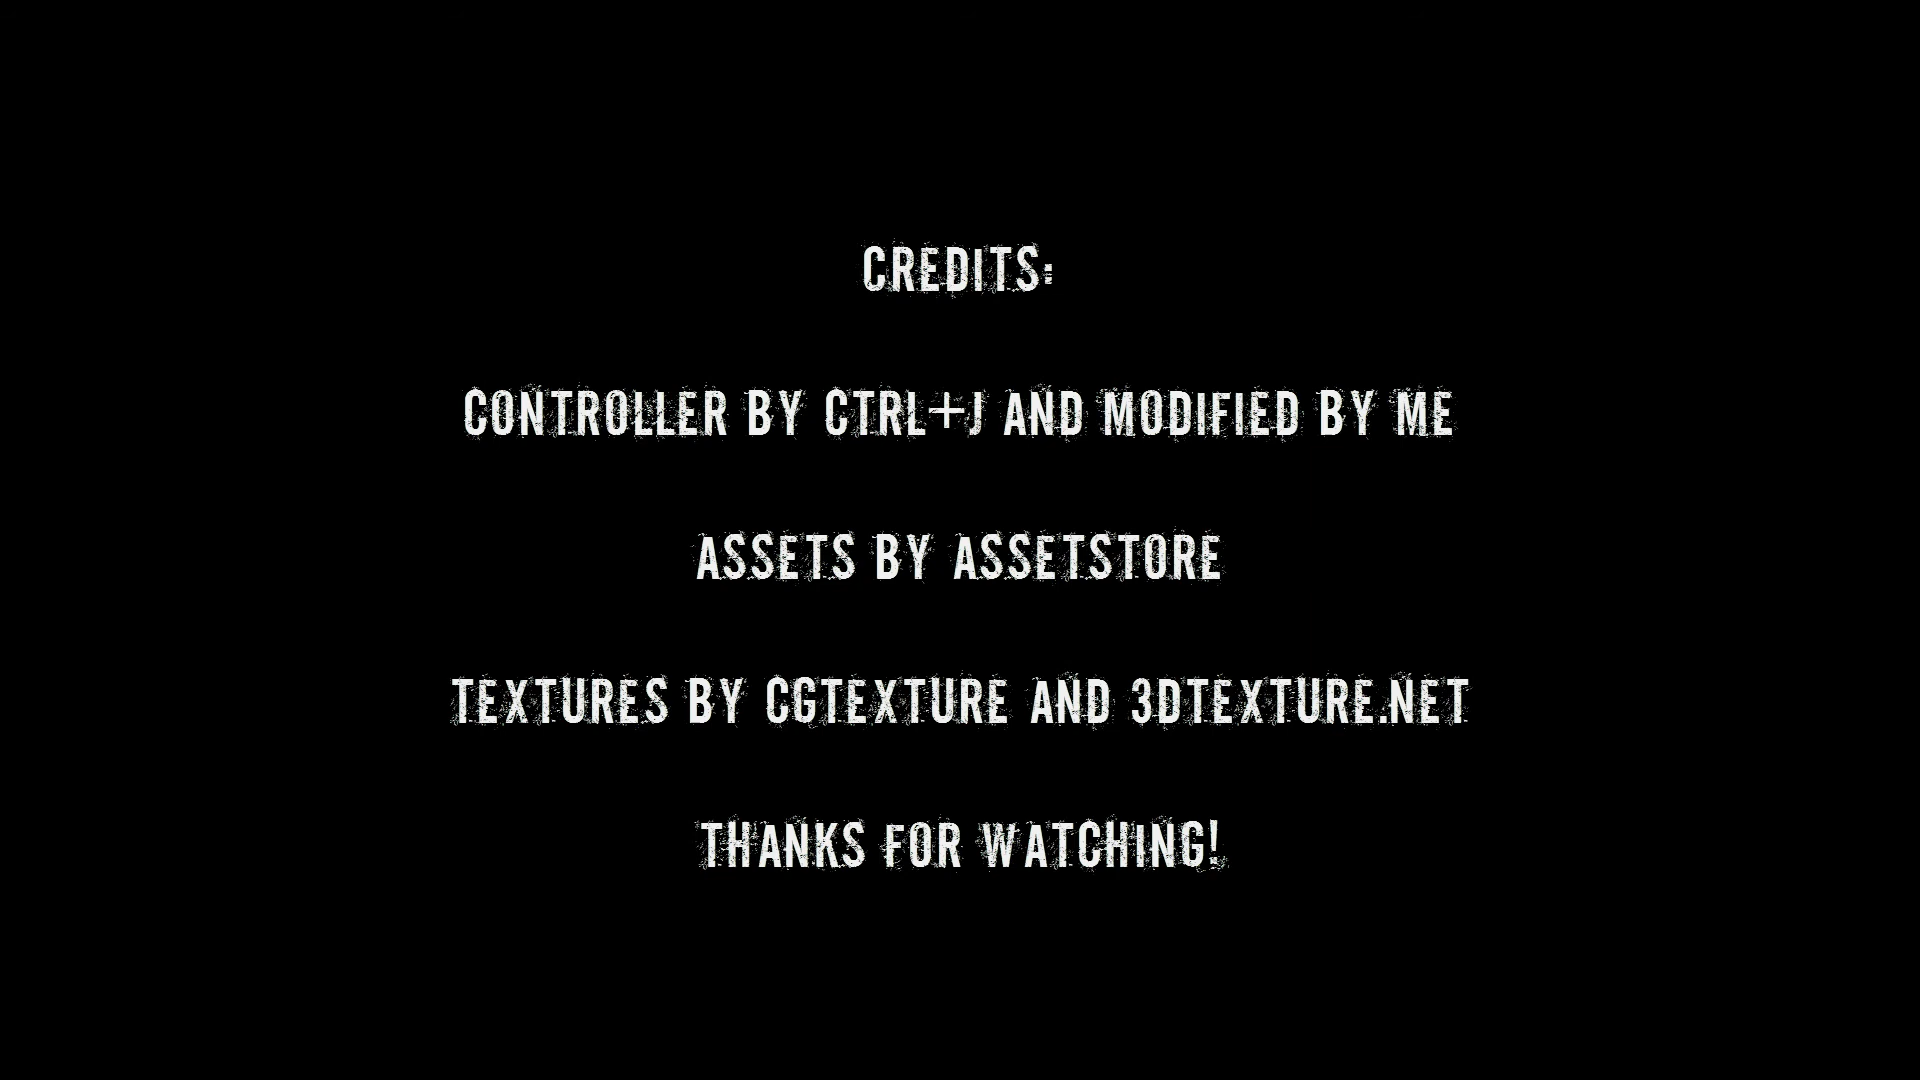 CREDITS:
CONTROLLER BY CTRL+J AND MODIFIED BY ME
ASSETS BY ASSETSTORE
TEXTURES BY CGTEXTURE AND 3DTEXTURE.NET
THANKS FOR WATCHING!